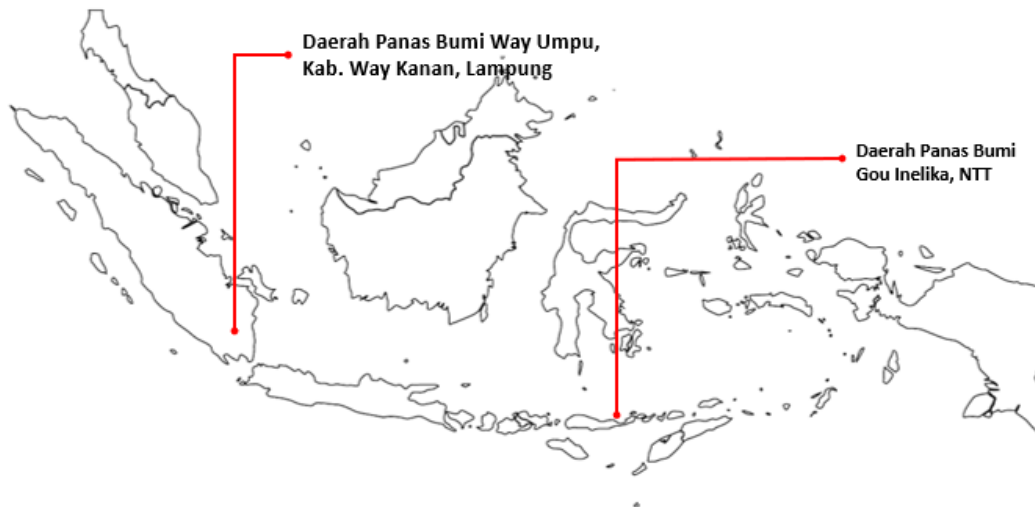 Daerah Panas Bumi Way Umpu,
Kab. Way Kanan, Lampung
Daerah Panas Bumi
Gou Inelika, NTT